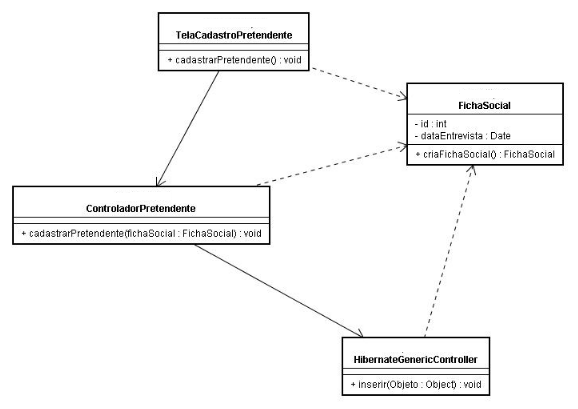 TelaCadastroPretendente
+ cadastrarPretendente() : void
FichaSocial
- id : int
- dataEntrevista : Date
+ criaFichaSocial() : FichaSocial
ControladorPretendente
+ cadastrarPretendente(fichaSocial : FichaSocial) : void
HibernateGenericController
+ inserir(Objeto : Object) : void